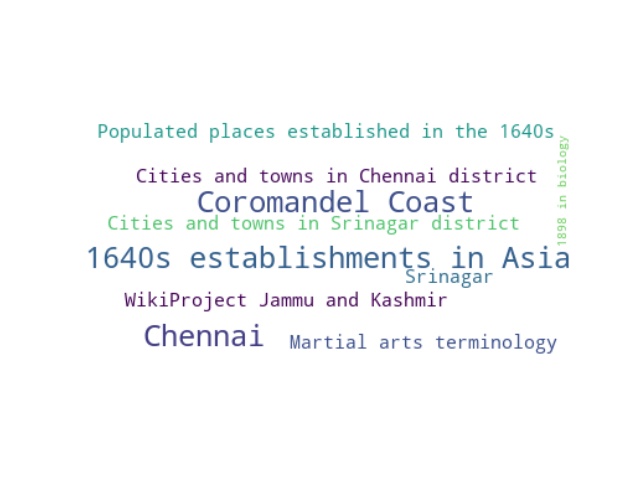 Populated places established in the 1640s
1898 in biology
Cities and towns in Chennai district
Coromandel Coast
Cities and towns in Srinagar district
1640s establishments in Asia
Srinagar
WikiProject Jammu and Kashmir
Chennai
Martial arts terminology